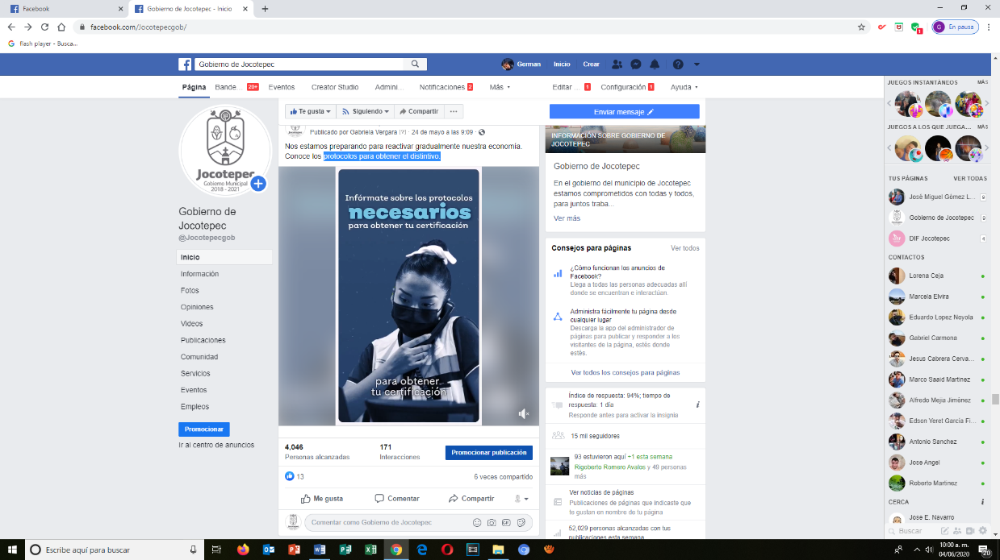 Facebook
Gobierno de Jocotepec - Inicio
facebook.com/Jocotepecgob/
En pausa
flash player - Busca...
Gobierno de Jocotepec
German
Inicio
Crear
Página
Bande...
20+
Eventos
Creator Studio
Admini...
Notificaciones 2
Más
Editar ... 1
Configuración 1
Ayuda
Jocotepec
Gobierno Municipal
2018 - 2021
Gobierno de
Jocotepec
@Jocotepecgob
Inicio
Información
Fotos
Opiniones
Videos
Publicaciones
Comunidad
Servicios
Eventos
Empleos
Promocionar
Ir al centro de anuncios
Te gusta
Siguiendo
Compartir
...
Publicado por Gabriela Vergara [?] · 24 de mayo a las 9:09 ·
Nos estamos preparando para reactivar gradualmente nuestra economía.
Conoce los protocolos para obtener el distintivo.
Infórmate sobre los protocolos
necesarios
para obtener tu certificación
para obtener
tu certificación
4,046
Personas alcanzadas
171
Interacciones
Promocionar publicación
13
6 veces compartido
Me gusta
Comentar
Compartir
Comentar como Gobierno de Jocotepec
GIF
Enviar mensaje
INFORMACIÓN SOBRE GOBIERNO DE
JOCOTEPEC
Gobierno de Jocotepec
En el gobierno del municipio de Jocotepec
estamos comprometidos con todas y todos,
para juntos traba...
Ver más
Consejos para páginas
Ver todos
¿Cómo funcionan los anuncios de
Facebook?
Llega a todas las personas adecuadas allí
donde se encuentran e interactúan.
Administra fácilmente tu página desde
cualquier lugar
Descarga la app del administrador de
páginas para publicar y responder a los
visitantes de la página, estés donde
estés.
Ver todos los consejos para páginas
Índice de respuesta: 94%; tiempo de
respuesta: 1 día
Responde antes para activar la insignia
15 mil seguidores
93 estuvieron aquí +1 esta semana
Rigoberto Romero Avalos y 49 personas
más
Ver noticias de páginas
Publicaciones de páginas que indicaste que
te gustan en nombre de tu página
52,029 personas alcanzadas con tus
publicaciones esta semana
JUEGOS INSTANTÁNEOS
MÁS
JUEGOS A LOS QUE JUEGA...
MÁS
TUS PÁGINAS
VER TODAS
José Miguel Gómez L...
9
Gobierno de Jocotepec
9
DIF Jocotepec
4
CONTACTOS
Lorena Ceja
Marcela Elvira
Eduardo Lopez Noyola
Gabriel Carmona
Jesus Cabrera Cerva...
Marco Saaid Martinez
Alfredo Mejia Jiménez
Edson Yeret García Fi...
Antonio Sanchez
Jose Angel
Roberto Martinez
CERCA
Jose E. Navarro
Buscar
Escribe aquí para buscar
10:00 a. m.
04/06/2020
20